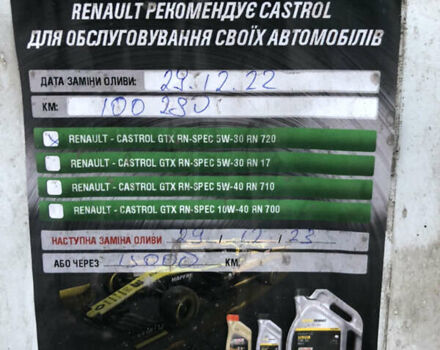 RENAULT РЕКОМЕНДУЄ CASTROL
ДЛЯ ОБСЛУГОВУВАННЯ СВОЇХ АВТОМОБІЛІВ
ДАТА ЗАМІНИ ОЛИВИ: 29.12.22
КМ: 100 280
RENAULT - CASTROL GTX RN-SPEC 5W-30 RN 720
RENAULT - CASTROL GTX RN-SPEC 5W-30 RN 17
RENAULT - CASTROL GTX RN-SPEC 5W-40 RN 710
RENAULT - CASTROL GTX RN-SPEC 10W-40 RN 700
НАСТУПНА ЗАМІНА ОЛИВИ 29.12.23
АБО ЧЕРЕЗ 15000 КМ.